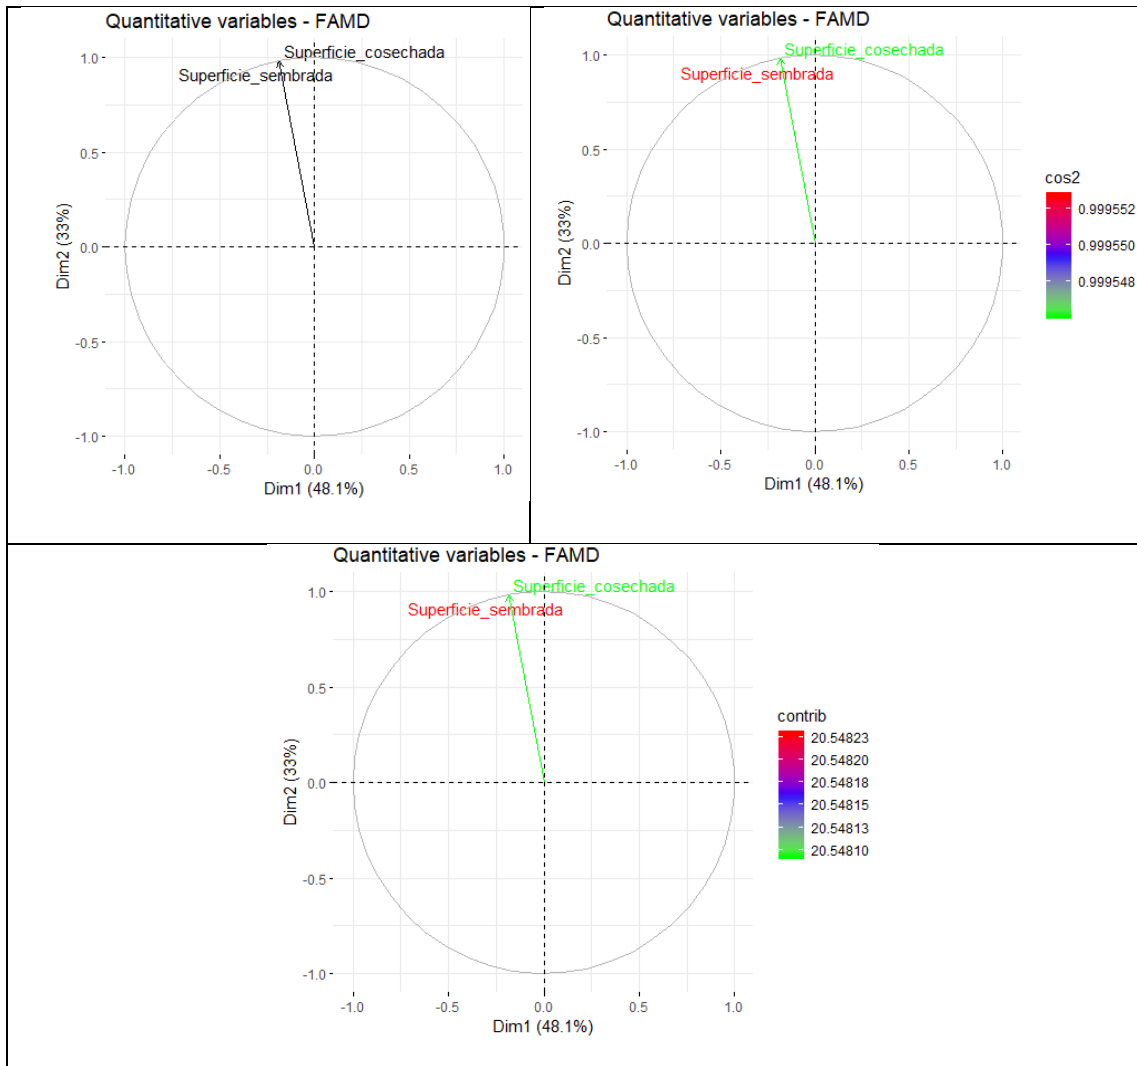 Quantitative variables - FAMD
Superficie_cosechada
Superficie_sembrada
1.0
0.5
0.0
-0.5
-1.0
Dim2 (33%)
-1.0 -0.5 0.0 0.5 1.0
Dim1 (48.1%)
Quantitative variables - FAMD
Superficie_cosechada
Superficie_sembrada
1.0
0.5
0.0
-0.5
-1.0
Dim2 (33%)
-1.0 -0.5 0.0 0.5 1.0
Dim1 (48.1%)
cos2
0.999552
0.999550
0.999548
Quantitative variables - FAMD
Superficie_cosechada
Superficie_sembrada
1.0
0.5
0.0
-0.5
-1.0
Dim2 (33%)
-1.0 -0.5 0.0 0.5 1.0
Dim1 (48.1%)
contrib
20.54823
20.54820
20.54818
20.54815
20.54813
20.54810